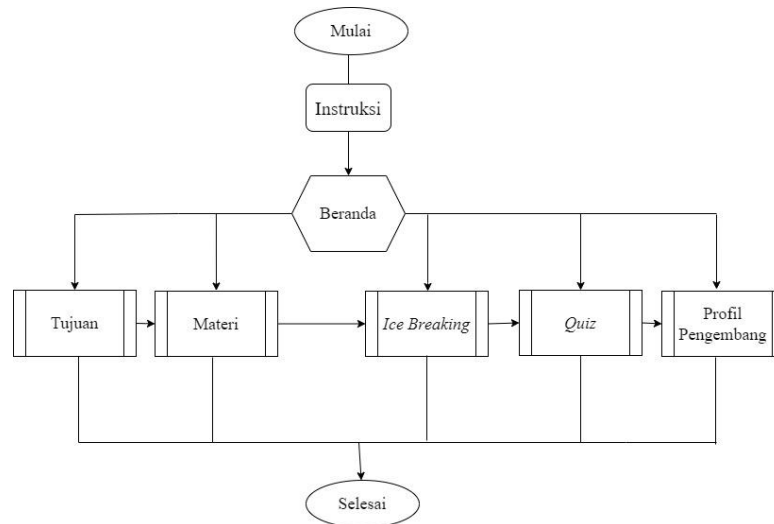 Mulai
Instruksi
Beranda
Tujuan
Materi
Ice Breaking
Quiz
Profil
Pengembang
Selesai